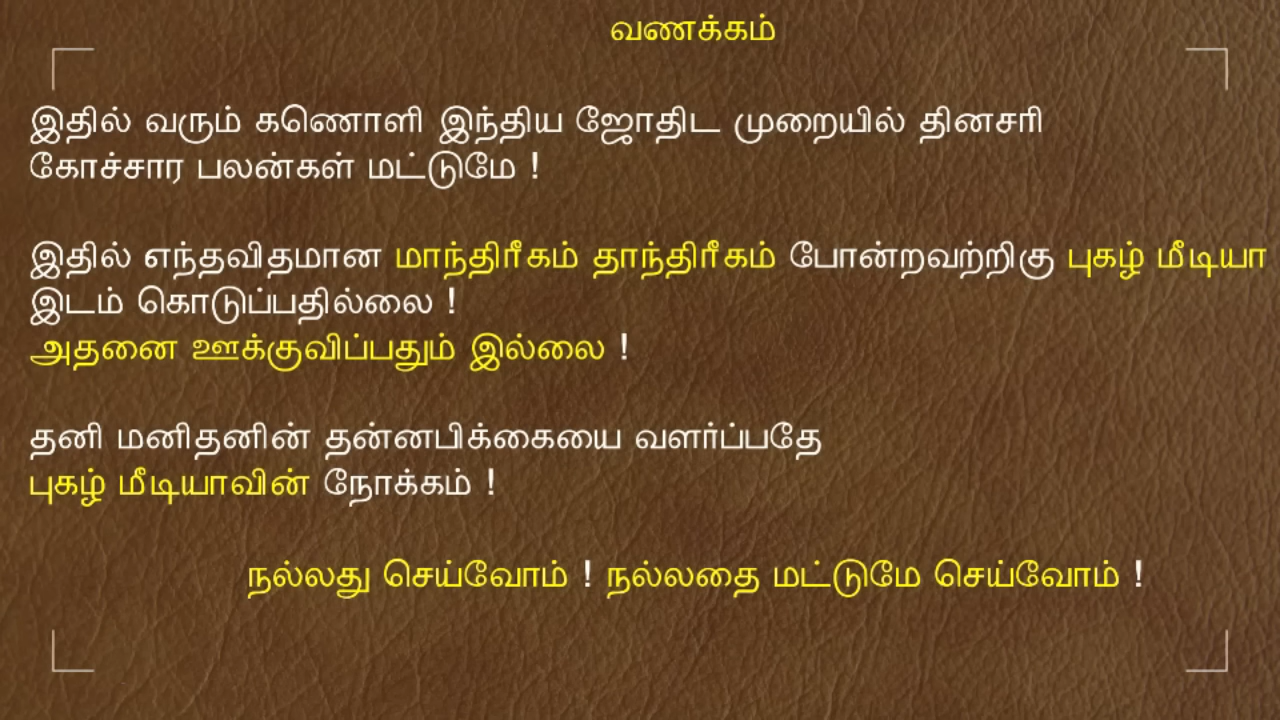 வணக்கம்
இதில் வரும் கணொளி இந்திய ஜோதிட முறையில் தினசரி
கோச்சார பலன்கள் மட்டுமே !
இதில் எந்தவிதமான மாந்திரீகம் தாந்திரீகம் போன்றவற்றிகு புகழ் மீடியா
இடம் கொடுப்பதில்லை !
அதனை ஊக்குவிப்பதும் இல்லை !
தனி மனிதனின் தன்னபிக்கையை வளர்ப்பதே
புகழ் மீடியாவின் நோக்கம் !
நல்லது செய்வோம் ! நல்லதை மட்டுமே செய்வோம் !